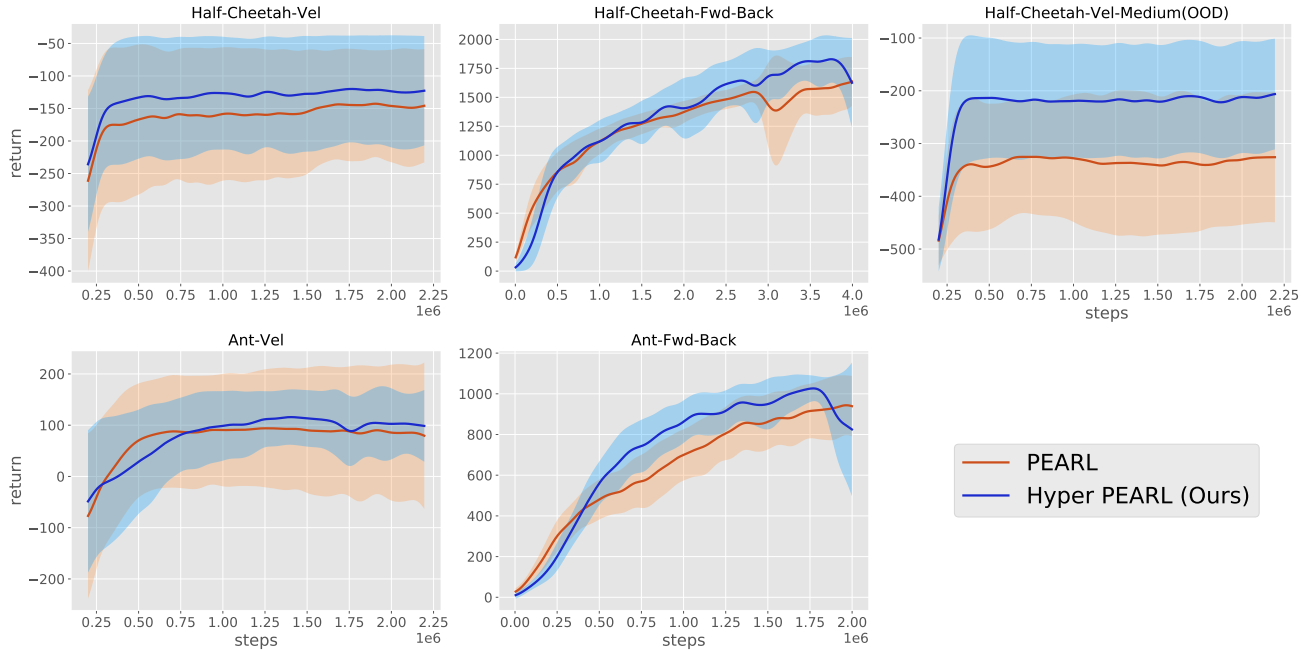 Half-Cheetah-Vel
return
−50
−100
−150
−200
−250
−300
−350
−400
0.25 0.50 0.75 1.00 1.25 1.50 1.75 2.00 2.25
1e6
Half-Cheetah-Fwd-Back
2000
1750
1500
1250
1000
750
500
250
0
0.0 0.5 1.0 1.5 2.0 2.5 3.0 3.5 4.0
1e6
Half-Cheetah-Vel-Medium(OOD)
−100
−200
−300
−400
−500
0.25 0.50 0.75 1.00 1.25 1.50 1.75 2.00 2.25
steps
1e6
Ant-Vel
return
200
100
0
−100
−200
0.25 0.50 0.75 1.00 1.25 1.50 1.75 2.00 2.25
steps
1e6
Ant-Fwd-Back
1200
1000
800
600
400
200
0
0.00 0.25 0.50 0.75 1.00 1.25 1.50 1.75 2.00
steps
1e6
PEARL
Hyper PEARL (Ours)